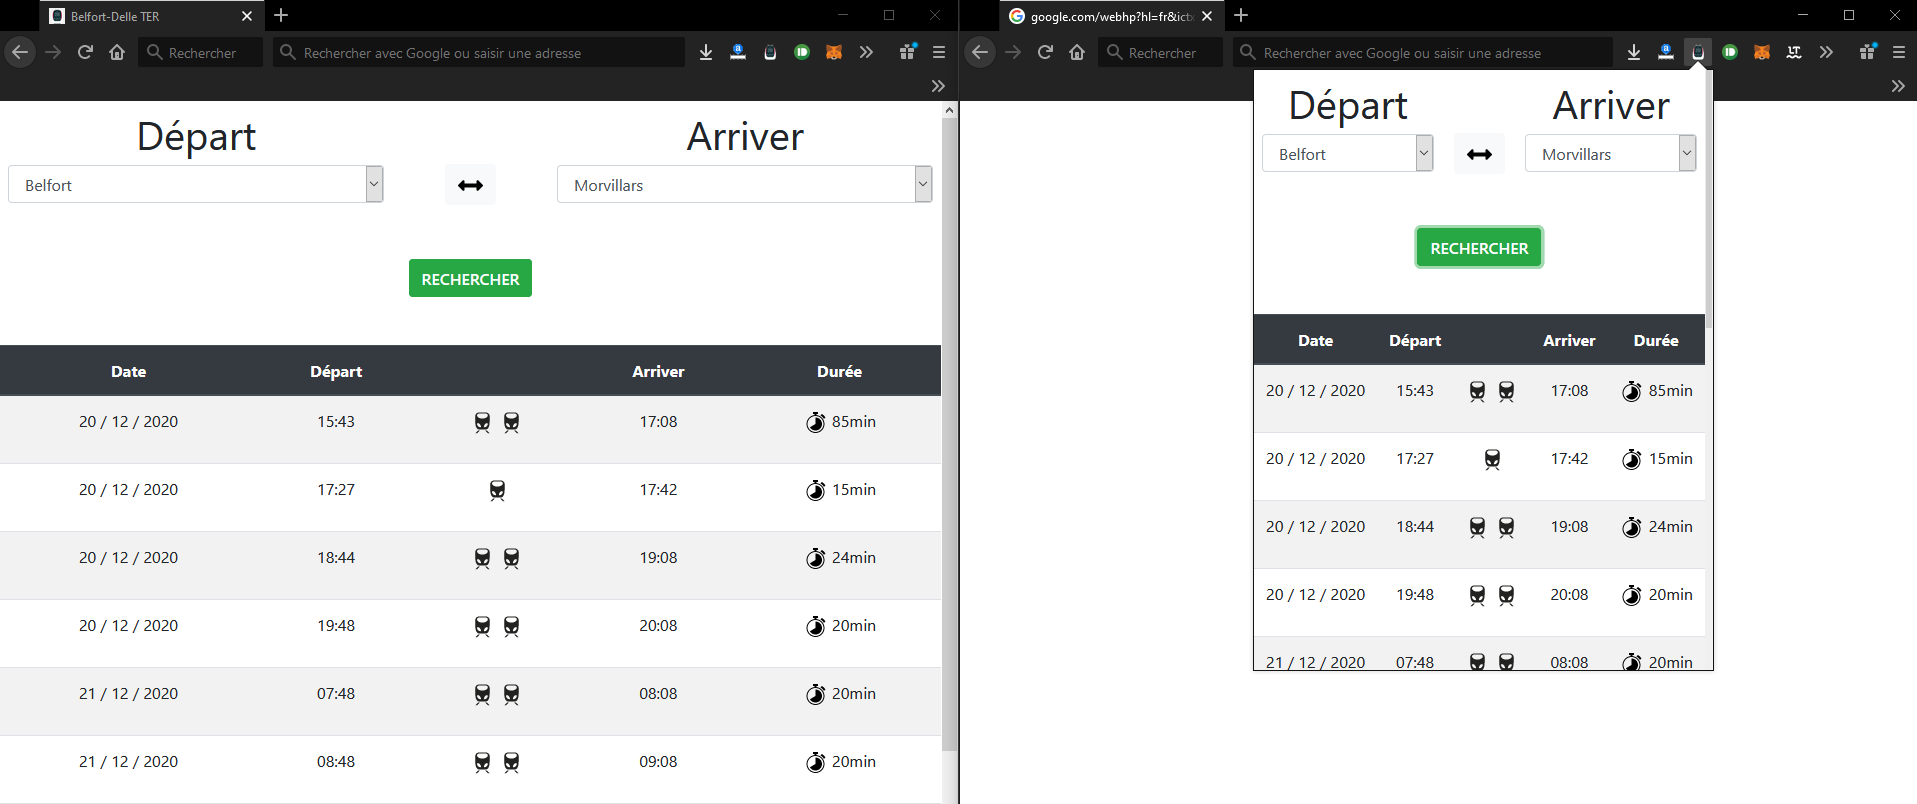 Belfort-Delle TER
Rechercher
Rechercher avec Google ou saisir une adresse
Départ
Arriver
Belfort
Morvillars
RECHERCHER
Date Départ Arriver Durée
20 / 12 / 2020 15:43 17:08 85min
20 / 12 / 2020 17:27 17:42 15min
20 / 12 / 2020 18:44 19:08 24min
20 / 12 / 2020 19:48 20:08 20min
21 / 12 / 2020 07:48 08:08 20min
21 / 12 / 2020 08:48 09:08 20min
google.com/webhp?hl=fr&ictx
Rechercher
Rechercher avec Google ou saisir une adresse
Départ
Arriver
Belfort
Morvillars
RECHERCHER
Date Départ Arriver Durée
20 / 12 / 2020 15:43 17:08 85min
20 / 12 / 2020 17:27 17:42 15min
20 / 12 / 2020 18:44 19:08 24min
20 / 12 / 2020 19:48 20:08 20min
21 / 12 / 2020 07:48 08:08 20min